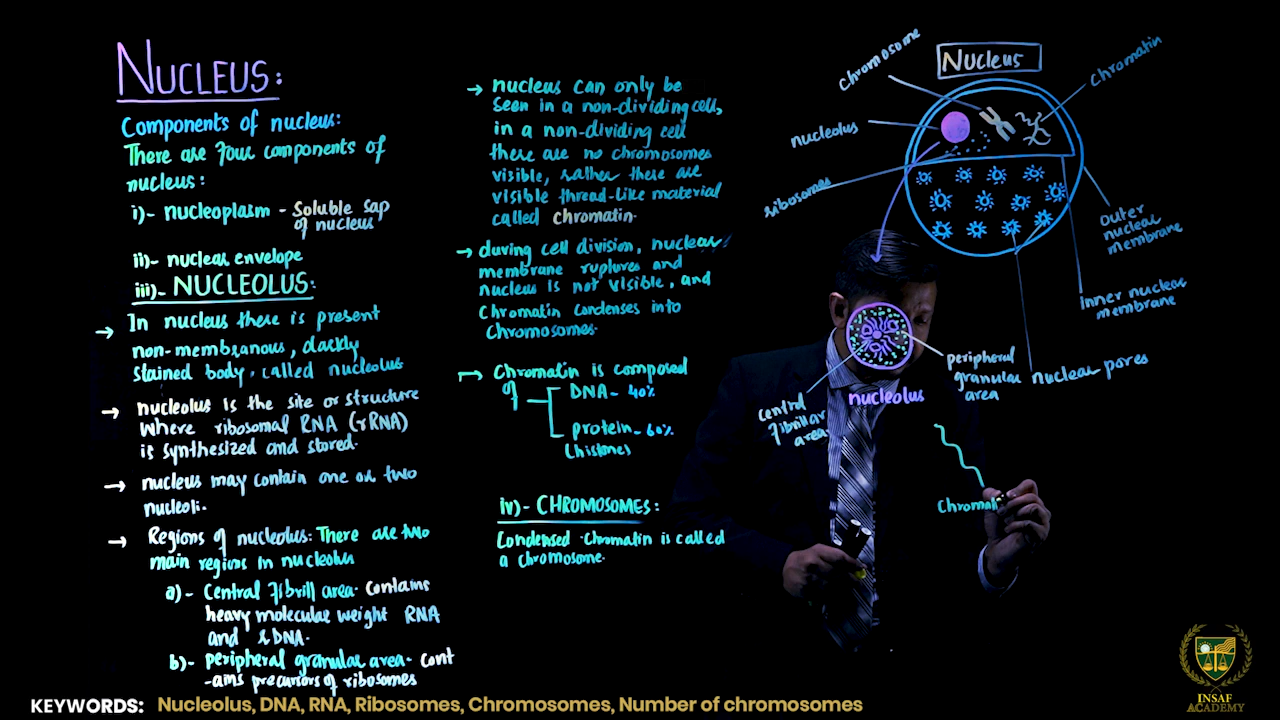 NUCLEUS:
Components of nucleus:
There are four components of
nucleus:
i)- nucleoplasm - Soluble sap
of nucleus
ii)- nuclear envelope
iii)- NUCLEOLUS:
→ In nucleus there is present
non-membranous, darkly
stained body, called nucleolus
→ nucleolus is the site or structure
where ribosomal RNA (rRNA)
is synthesized and stored.
→ nucleus may contain one or two
nucleoli.
→ Regions of nucleolus: There are two
main regions in nucleolus
a)- Central fibrill area- contains
heavy molecular weight RNA
and rDNA.
b)- peripheral granular area- cont
-ains precursors of ribosomes
→ nucleus can only be
seen in a non-dividing cell,
in a non-dividing cell
there are no chromosomes
visible, rather there are
visible thread-like material
called chromatin.
→ during cell division, nuclear
membrane ruptures and
nucleus is not visible, and
Chromatin condenses into
Chromosomes.
→ Chromatin is composed
of
DNA- 40%
protein- 60%
(histones
iv)- CHROMOSOMES:
Condensed chromatin is called
a chromosome.
Nucleus
chromosome
chromatin
nucleolus
ribosomes
outer
nuclear
membrane
inner nuclear
membrane
nuclear pores
peripheral
granular
area
central
fibrillar
area
nucleolus
Chromat
KEYWORDS: Nucleolus, DNA, RNA, Ribosomes, Chromosomes, Number of chromosomes
INSAF
ACADEMY